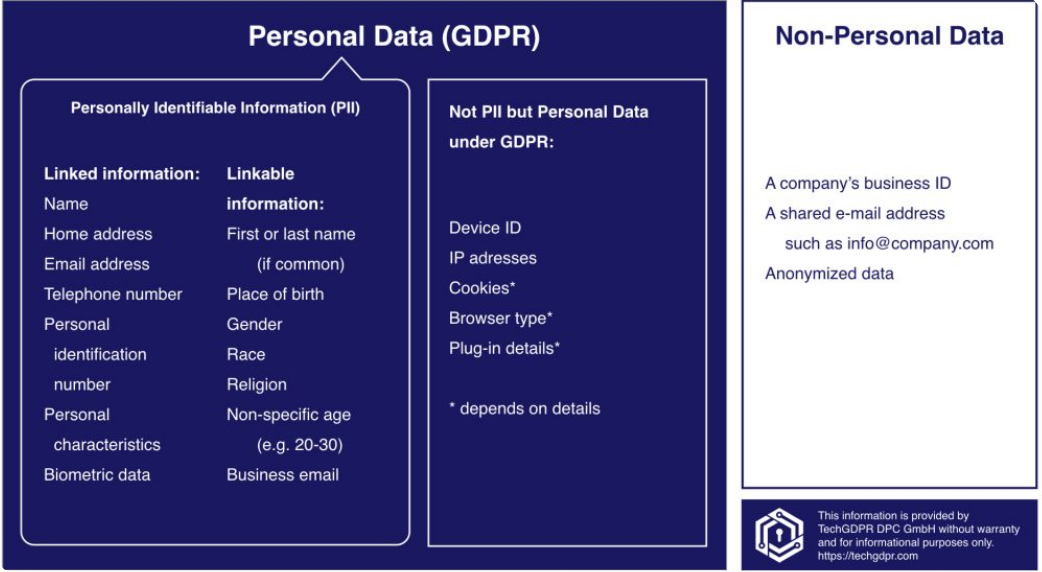 Personal Data (GDPR)
Personally Identifiable Information (PII)
Linked information:
Name
Home address
Email address
Telephone number
Personal
identification
number
Personal
characteristics
Biometric data
Linkable
information:
First or last name
(if common)
Place of birth
Gender
Race
Religion
Non-specific age
(e.g. 20-30)
Business email
Not PII but Personal Data
under GDPR:
Device ID
IP adresses
Cookies*
Browser type*
Plug-in details*
* depends on details
Non-Personal Data
A company’s business ID
A shared e-mail address
such as info@company.com
Anonymized data
This information is provided by
TechGDPR DPC GmbH without warranty
and for informational purposes only.
https://techgdpr.com